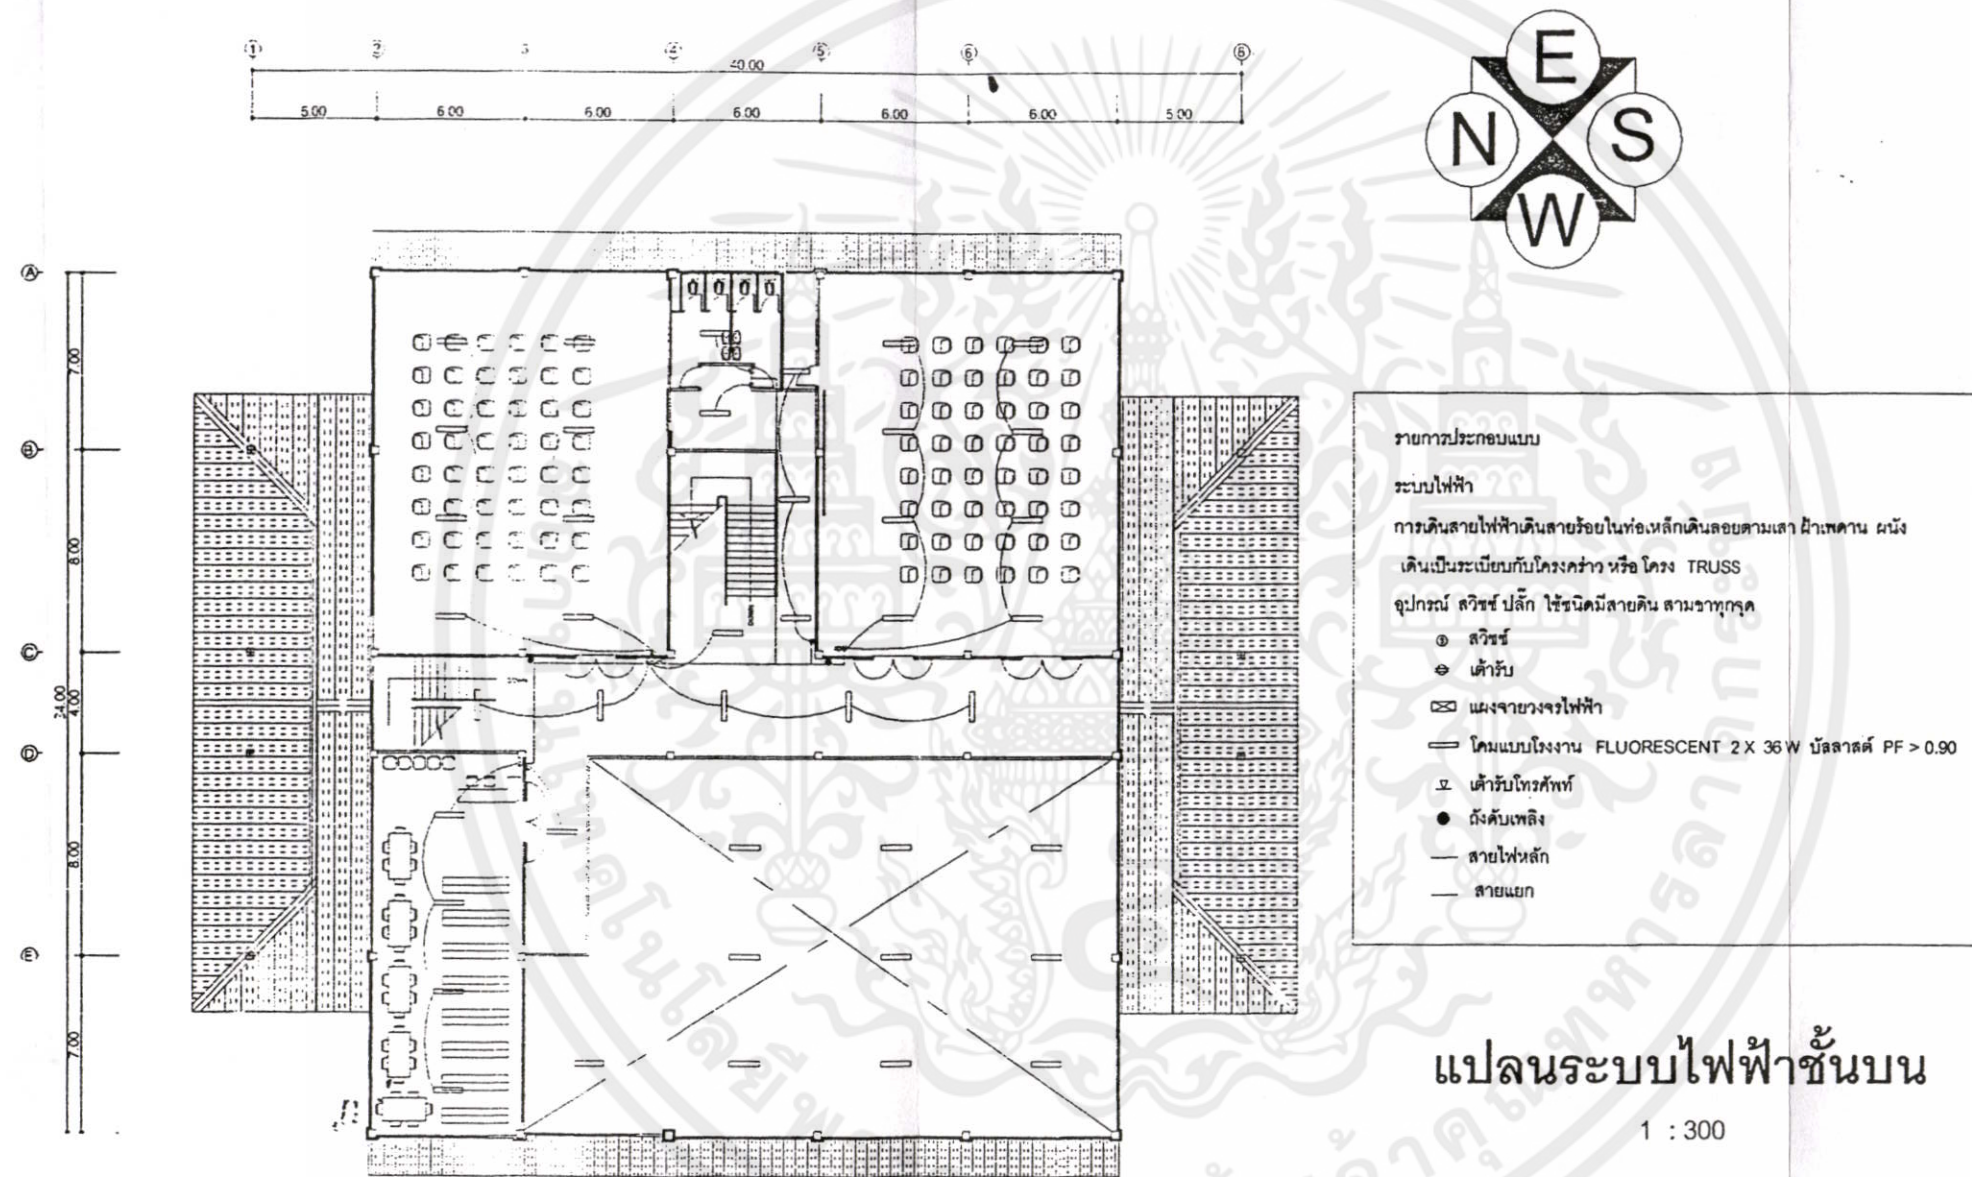 1 2 3 4 5 6 6
40.00
5.00 6.00 6.00 6.00 6.00 6.00 5.00
E
N S
W
A
7.00
B
8.00
C
24.00
4.00
D
8.00
E
7.00
DOWN
รายการประกอบแบบ
ระบบไฟฟ้า
การเดินสายไฟฟ้าเดินสายร้อยในท่อเหล็กเดินลอยตามเสา ฝ้าเพดาน ผนัง
เดินเป็นระเบียบกับโครงคร่าว หรือ โครง TRUSS
อุปกรณ์ สวิชช์ ปลั๊ก ใช้ชนิดมีสายดิน สามขาทุกจุด
สวิชช์
เต้ารับ
แผงจายวงจรไฟฟ้า
โคมแบบโรงงาน FLUORESCENT 2 X 36 W บัลลาสต์ PF > 0.90
เต้ารับโทรศัพท์
ถังดับเพลิง
สายไฟหลัก
สายแยก
แปลนระบบไฟฟ้าชั้นบน
1 : 300